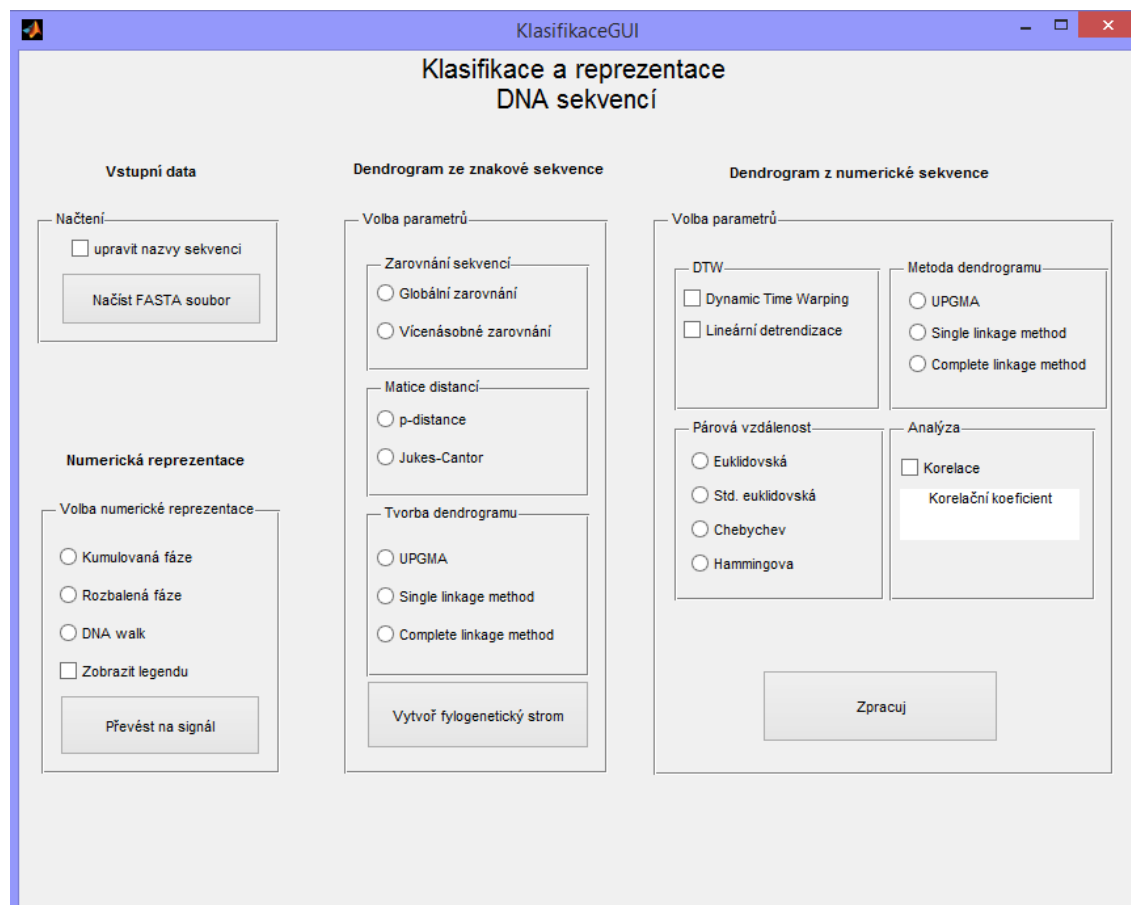 KlasifikaceGUI
Klasifikace a reprezentace
DNA sekvencí
Vstupní data
Načtení
upravit nazvy sekvenci
Načíst FASTA soubor
Numerická reprezentace
Volba numerické reprezentace
Kumulovaná fáze
Rozbalená fáze
DNA walk
Zobrazit legendu
Převést na signál
Dendrogram ze znakové sekvence
Volba parametrů
Zarovnání sekvencí
Globální zarovnání
Vícenásobné zarovnání
Matice distancí
p-distance
Jukes-Cantor
Tvorba dendrogramu
UPGMA
Single linkage method
Complete linkage method
Vytvoř fylogenetický strom
Dendrogram z numerické sekvence
Volba parametrů
DTW
Dynamic Time Warping
Lineární detrendizace
Metoda dendrogramu
UPGMA
Single linkage method
Complete linkage method
Párová vzdálenost
Euklidovská
Std. euklidovská
Chebychev
Hammingova
Analýza
Korelace
Korelační koeficient
Zpracuj